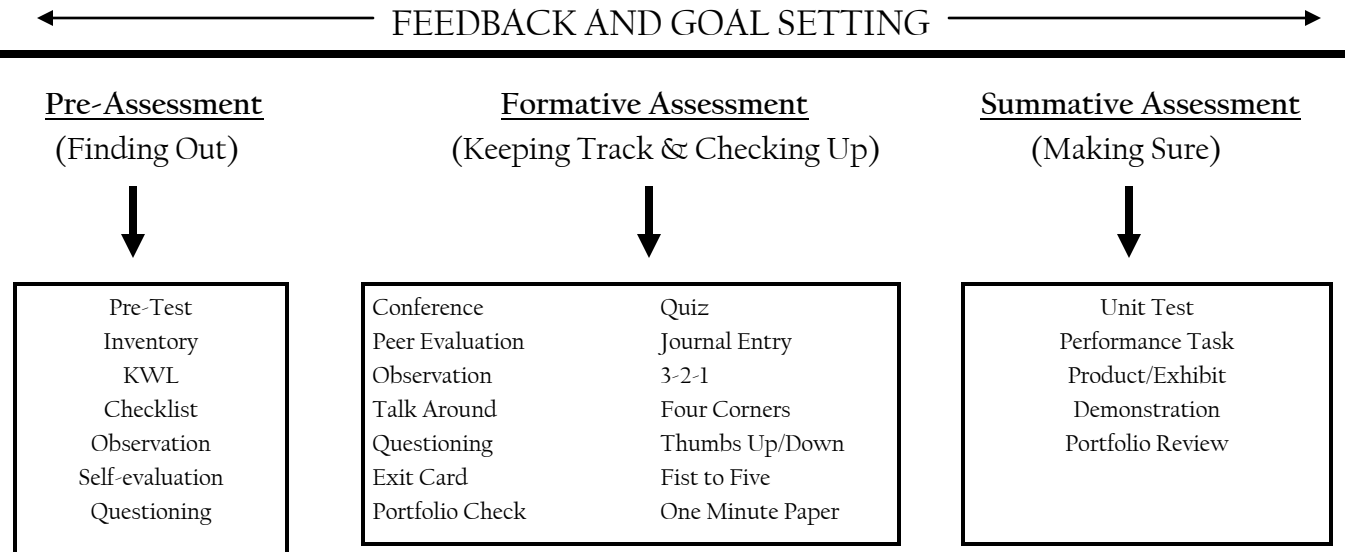 FEEDBACK AND GOAL SETTING
Pre-Assessment
(Finding Out)
Pre-Test
Inventory
KWL
Checklist
Observation
Self-evaluation
Questioning
Formative Assessment
(Keeping Track & Checking Up)
Conference
Peer Evaluation
Observation
Talk Around
Questioning
Exit Card
Portfolio Check
Quiz
Journal Entry
3-2-1
Four Corners
Thumbs Up/Down
Fist to Five
One Minute Paper
Summative Assessment
(Making Sure)
Unit Test
Performance Task
Product/Exhibit
Demonstration
Portfolio Review